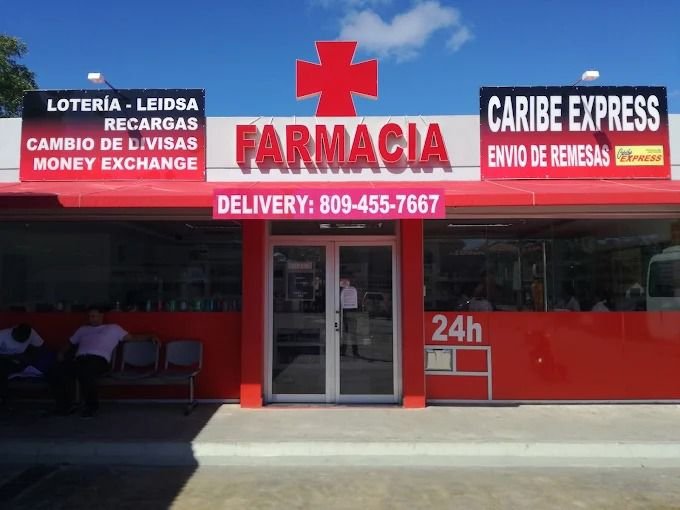 LOTERÍA - LEIDSA
RECARGAS
CAMBIO DE DIVISAS
MONEY EXCHANGE
FARMACIA
CARIBE EXPRESS
ENVIO DE REMESAS
Caribe
EXPRESS
DELIVERY: 809-455-7667
24h